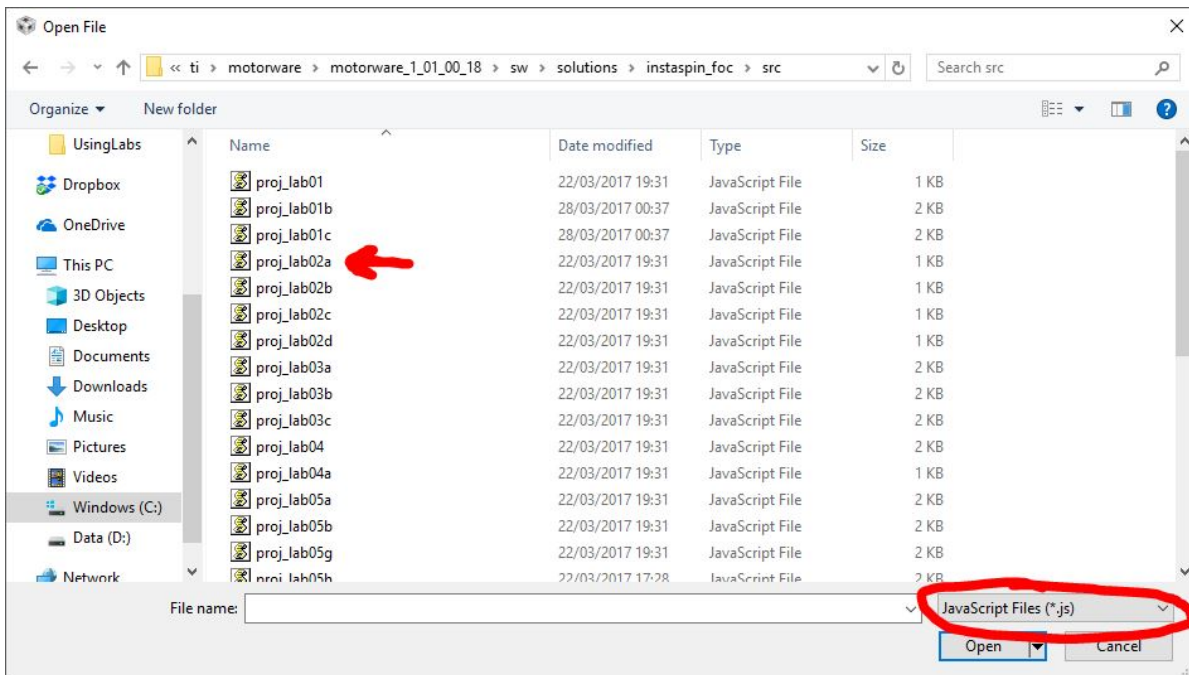 Open File
« ti > motorware > motorware_1_01_00_18 > sw > solutions > instaspin_foc > src
Search src
Organize
New folder
UsingLabs
Dropbox
OneDrive
This PC
3D Objects
Desktop
Documents
Downloads
Music
Pictures
Videos
Windows (C:)
Data (D:)
Network
Name Date modified Type Size
proj_lab01 22/03/2017 19:31 JavaScript File 1 KB
proj_lab01b 28/03/2017 00:37 JavaScript File 2 KB
proj_lab01c 28/03/2017 00:37 JavaScript File 2 KB
proj_lab02a 22/03/2017 19:31 JavaScript File 1 KB
proj_lab02b 22/03/2017 19:31 JavaScript File 1 KB
proj_lab02c 22/03/2017 19:31 JavaScript File 1 KB
proj_lab02d 22/03/2017 19:31 JavaScript File 1 KB
proj_lab03a 22/03/2017 19:31 JavaScript File 2 KB
proj_lab03b 22/03/2017 19:31 JavaScript File 2 KB
proj_lab03c 22/03/2017 19:31 JavaScript File 2 KB
proj_lab04 22/03/2017 19:31 JavaScript File 2 KB
proj_lab04a 22/03/2017 19:31 JavaScript File 1 KB
proj_lab05a 22/03/2017 19:31 JavaScript File 2 KB
proj_lab05b 22/03/2017 19:31 JavaScript File 2 KB
proj_lab05g 22/03/2017 19:31 JavaScript File 2 KB
proj_lab05h 22/03/2017 17:28 JavaScript File 2 KB
File name:
JavaScript Files (*.js)
Open
Cancel